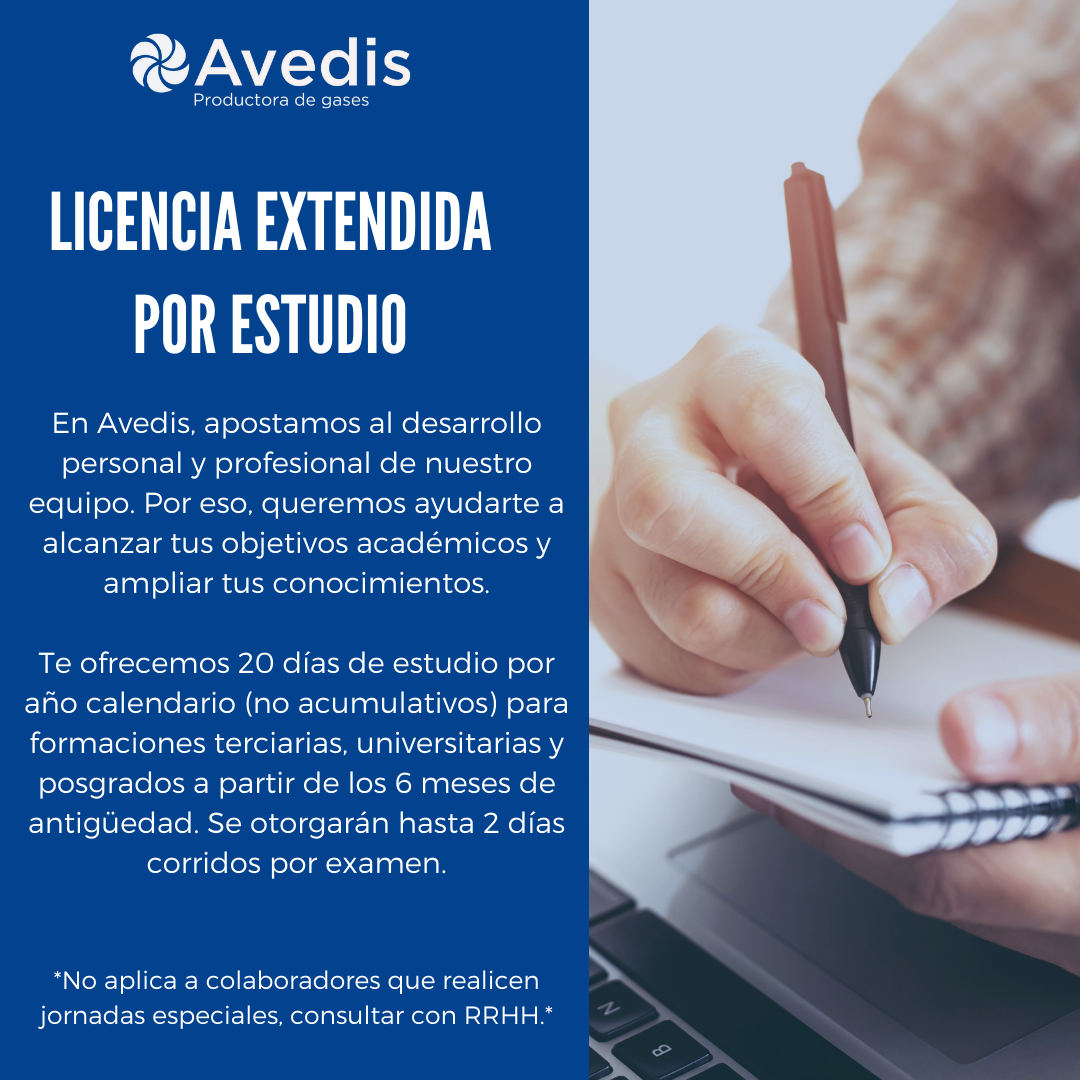 Avedis
Productora de gases
LICENCIA EXTENDIDA
POR ESTUDIO
En Avedis, apostamos al desarrollo
personal y profesional de nuestro
equipo. Por eso, queremos ayudarte a
alcanzar tus objetivos académicos y
ampliar tus conocimientos.
Te ofrecemos 20 días de estudio por
año calendario (no acumulativos) para
formaciones terciarias, universitarias y
posgrados a partir de los 6 meses de
antigüedad. Se otorgarán hasta 2 días
corridos por examen.
*No aplica a colaboradores que realicen
jornadas especiales, consultar con RRHH.*
N
B